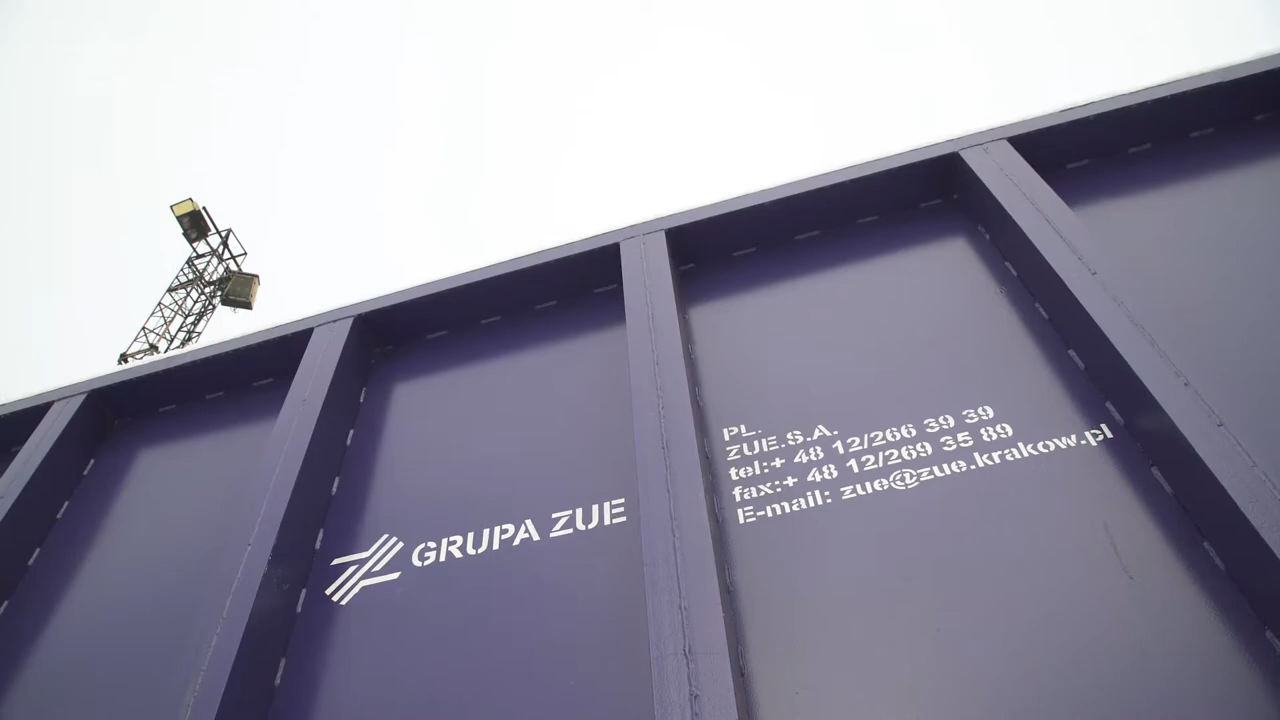 GRUPA ZUE
PL.
ZUE.S.A.
tel:+ 48 12/266 39 39
fax:+ 48 12/269 35 89
E-mail: zue@zue.krakow.pl